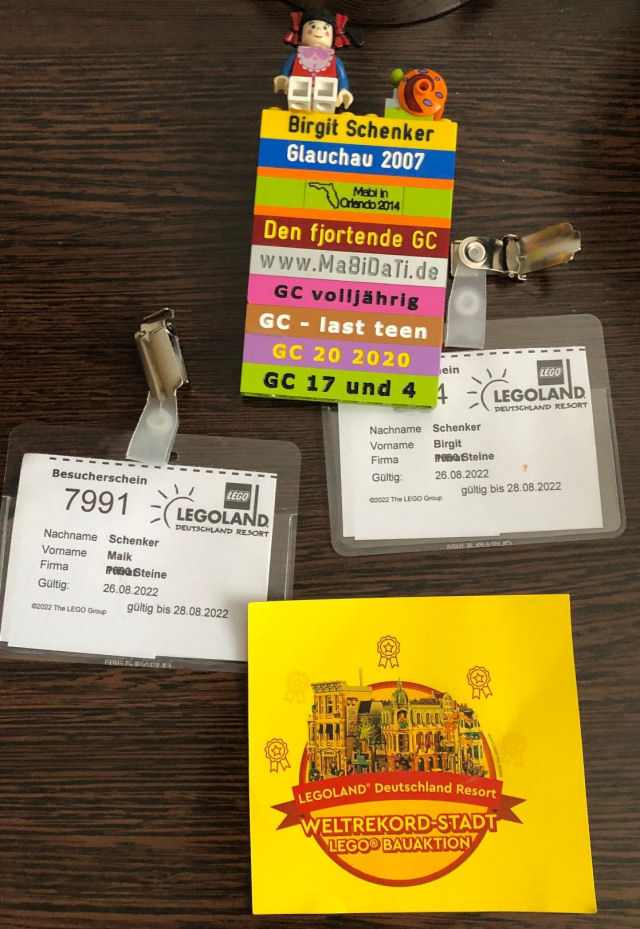 Birgit Schenker
Glauchau 2007
Mabi in
Orlando 2014
Den fjortende GC
www.MaBiDaTi.de
GC volljährig
GC - last teen
GC 20 2020
GC 17 und 4
4
LEGO
LEGOLAND
DEUTSCHLAND RESORT
Nachname Schenker
Vorname Birgit
Firma Steine
Gültig: 26.08.2022
©2022 The LEGO Group gültig bis 28.08.2022
Besucherschein
7991
LEGO
LEGOLAND
DEUTSCHLAND RESORT
Nachname Schenker
Vorname Maik
Firma Steine
Gültig: 26.08.2022
©2022 The LEGO Group gültig bis 28.08.2022
LEGOLAND® Deutschland Resort
WELTREKORD-STADT
LEGO® BAUAKTION